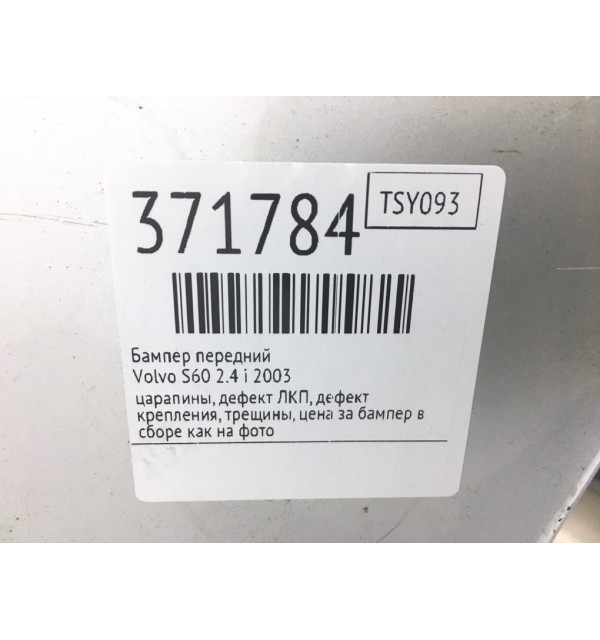 371784
TSY093
Бампер передний
Volvo S60 2.4 i 2003
царапины, дефект ЛКП, дефект
крепления, трещины, цена за бампер в
сборе как на фото